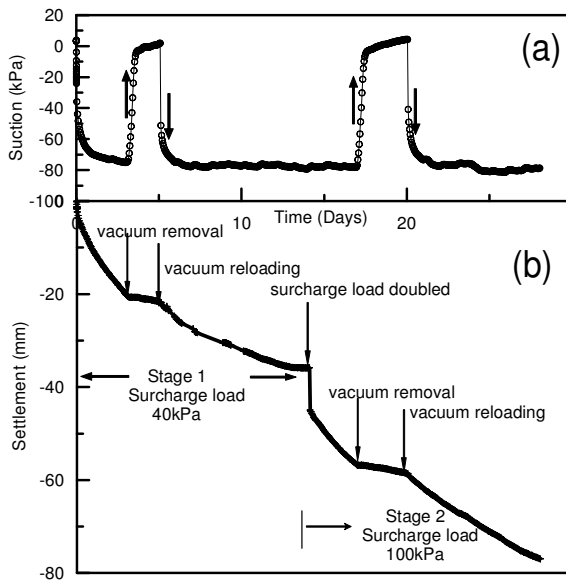 (a)
Suction (kPa)
20
0
-20
-40
-60
-80
-100
0
0
10
20
Time (Days)
(b)
Settlement (mm)
-20
-40
-60
-80
vacuum removal
vacuum reloading
surcharge load doubled
Stage 1
Surcharge load
40kPa
vacuum removal
vacuum reloading
Stage 2
Surcharge load
100kPa